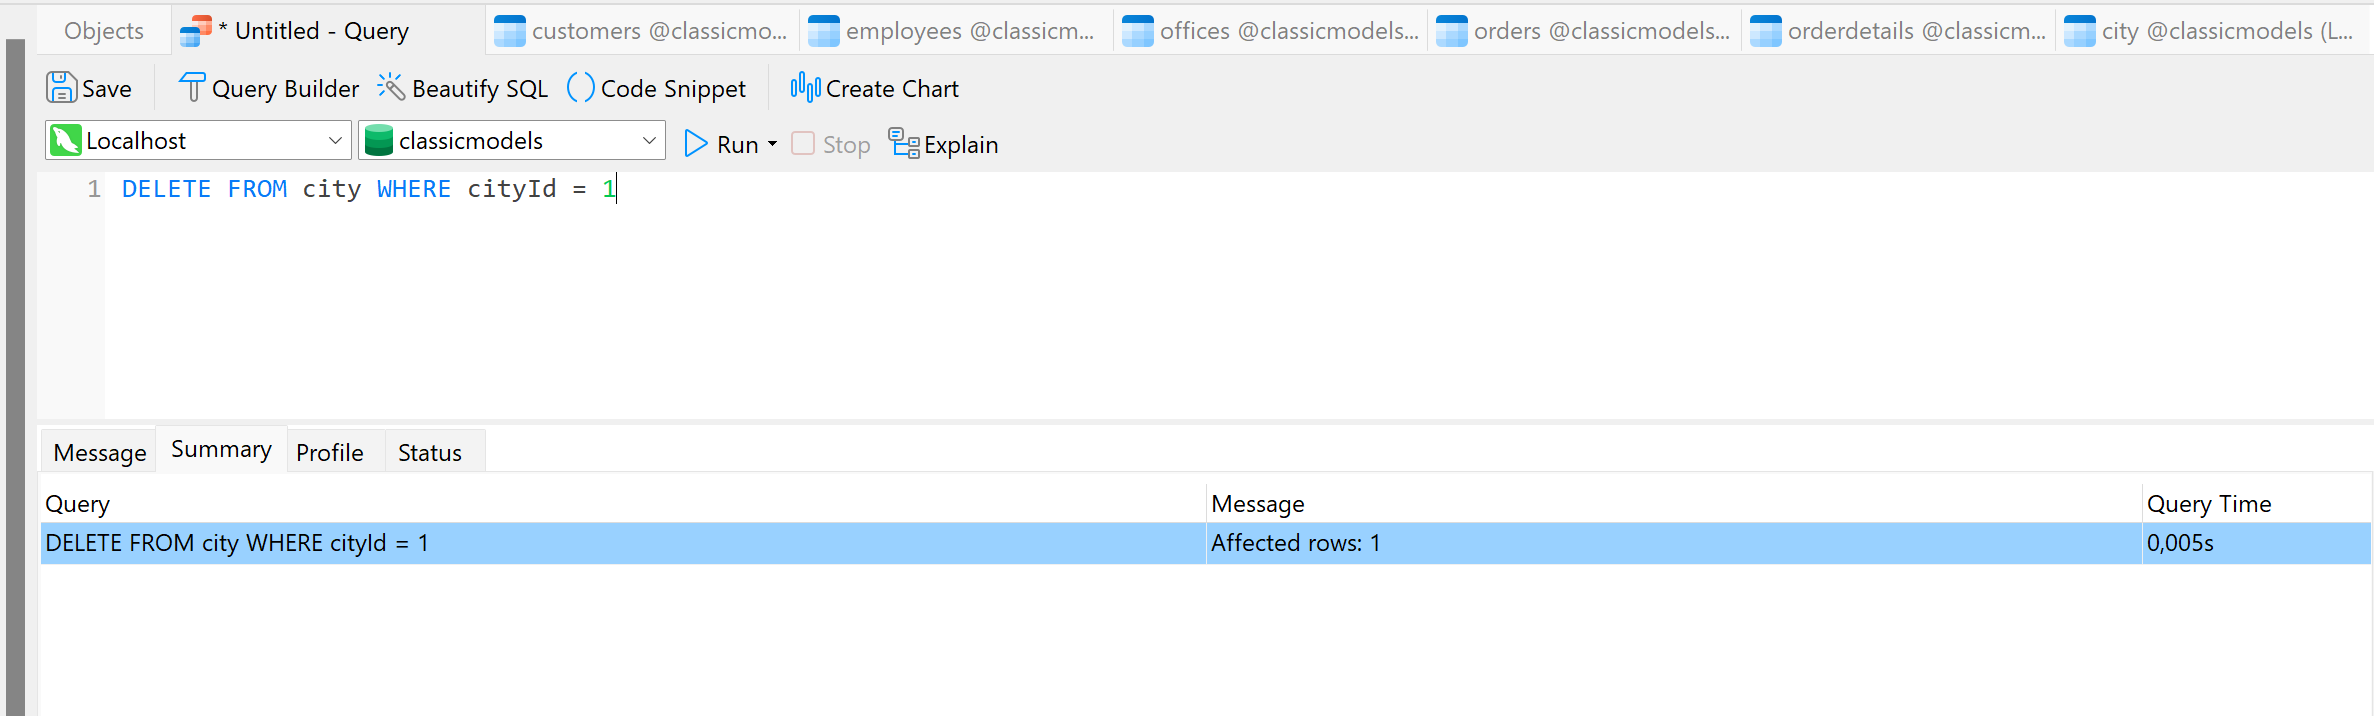 Objects * Untitled - Query customers @classicmo... employees @classicm... offices @classicmodels... orders @classicmodels... orderdetails @classicm... city @classicmodels (L...
Save Query Builder Beautify SQL Code Snippet Create Chart
Localhost classicmodels Run Stop Explain
1 DELETE FROM city WHERE cityId = 1
Message Summary Profile Status
Query Message Query Time
DELETE FROM city WHERE cityId = 1 Affected rows: 1 0,005s